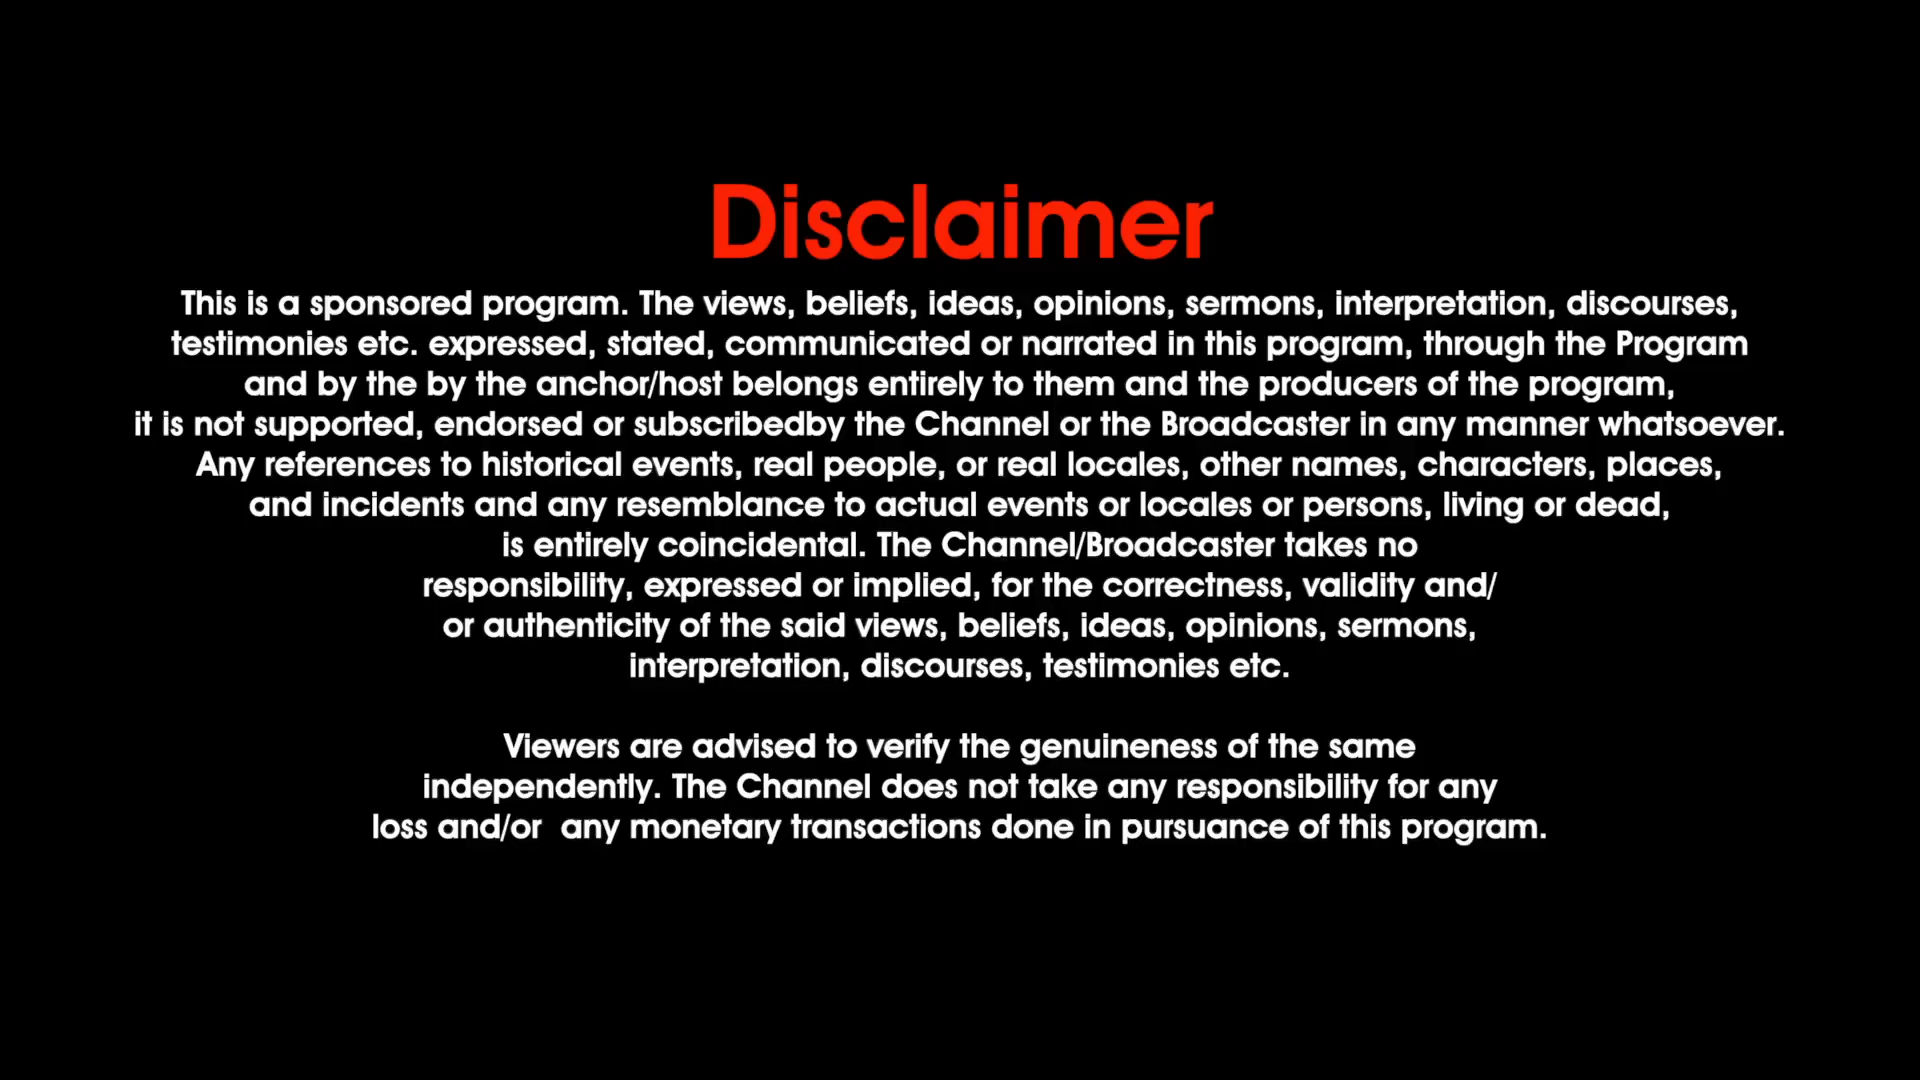 Disclaimer
This is a sponsored program. The views, beliefs, ideas, opinions, sermons, interpretation, discourses,
testimonies etc. expressed, stated, communicated or narrated in this program, through the Program
and by the by the anchor/host belongs entirely to them and the producers of the program,
it is not supported, endorsed or subscribedby the Channel or the Broadcaster in any manner whatsoever.
Any references to historical events, real people, or real locales, other names, characters, places,
and incidents and any resemblance to actual events or locales or persons, living or dead,
is entirely coincidental. The Channel/Broadcaster takes no
responsibility, expressed or implied, for the correctness, validity and/
or authenticity of the said views, beliefs, ideas, opinions, sermons,
interpretation, discourses, testimonies etc.
Viewers are advised to verify the genuineness of the same
independently. The Channel does not take any responsibility for any
loss and/or  any monetary transactions done in pursuance of this program.